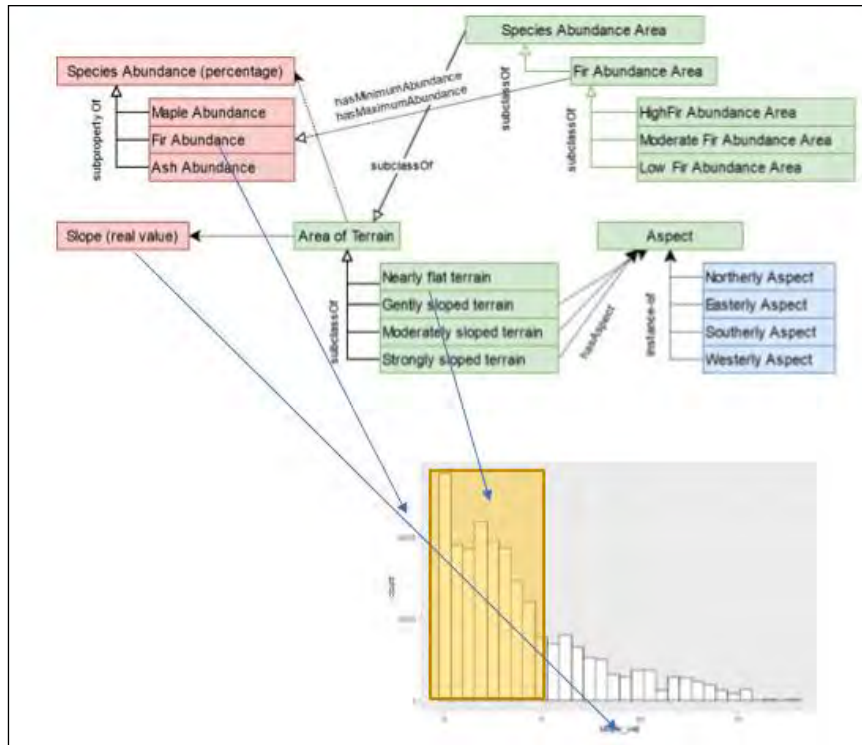 Species Abundance Area
Species Abundance (percentage)
Fir Abundance Area
hasMinimumAbundance
hasMaximumAbundance
subclassOf
subproperty Of
Maple Abundance
Fir Abundance
Ash Abundance
subclassOf
HighFir Abundance Area
Moderate Fir Abundance Area
Low Fir Abundance Area
subclassOf
Slope (real value)
Area of Terrain
Aspect
subclassOf
Nearly flat terrain
Gently sloped terrain
Moderately sloped terrain
Strongly sloped terrain
hasAspect
instance-of
Northerly Aspect
Easterly Aspect
Southerly Aspect
Westerly Aspect
count